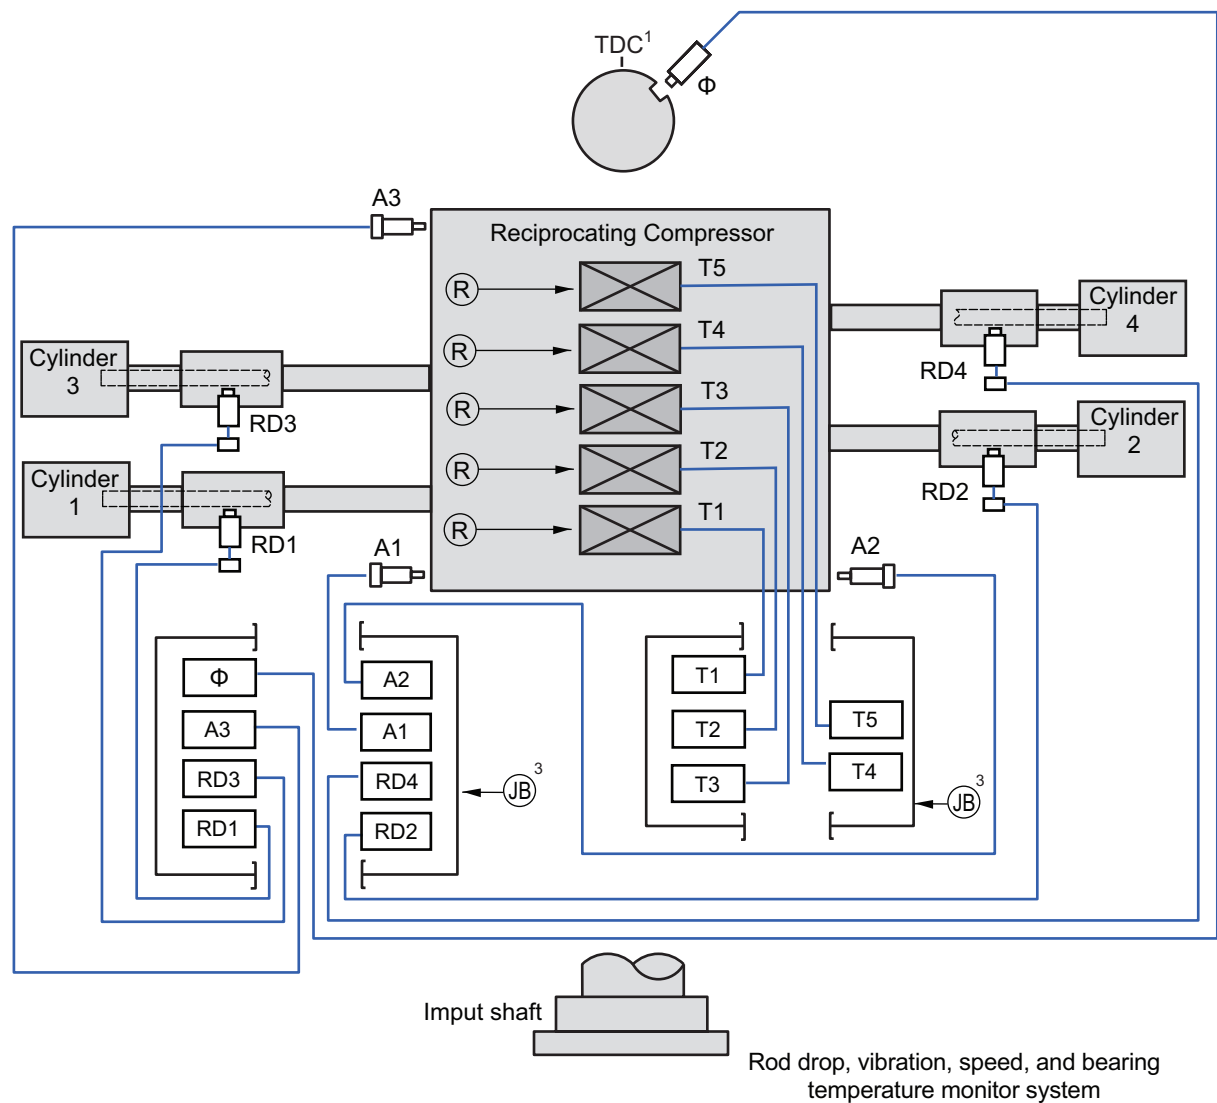 TDC1
Φ
A3
Reciprocating Compressor
T5
R
Cylinder
4
T4
R
RD4
Cylinder
3
T3
R
RD3
Cylinder
2
T2
R
RD2
Cylinder
1
T1
R
RD1
A1
A2
Φ
A2
T1
A3
A1
T2
T5
RD3
RD4
JB3
T3
T4
JB3
RD1
RD2
Imput shaft
Rod drop, vibration, speed, and bearing
temperature monitor system